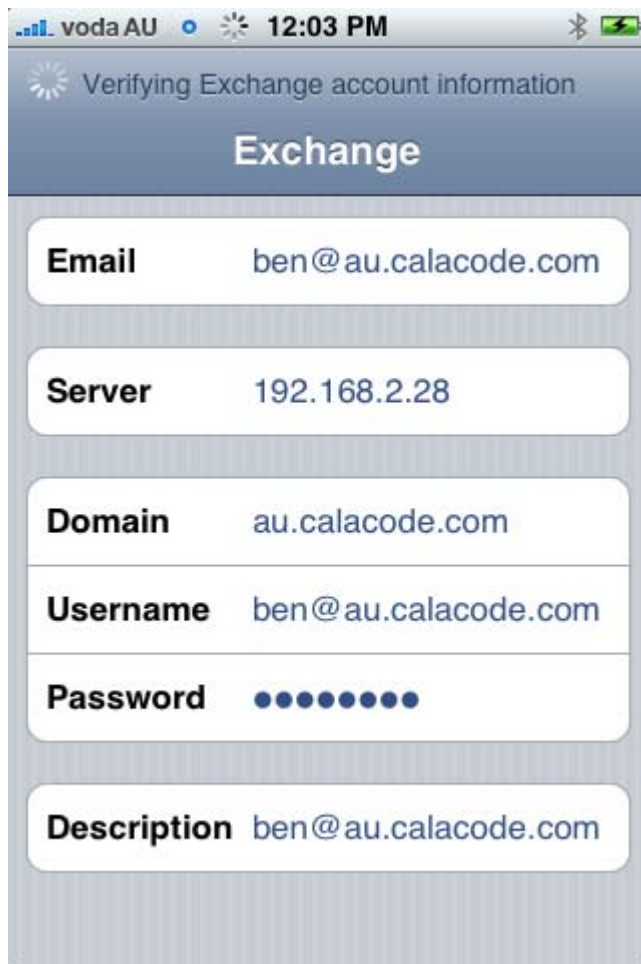 voda AU 12:03 PM
Verifying Exchange account information
Exchange
Email ben@au.calacode.com
Server 192.168.2.28
Domain au.calacode.com
Username ben@au.calacode.com
Password ●●●●●●●●
Description ben@au.calacode.com